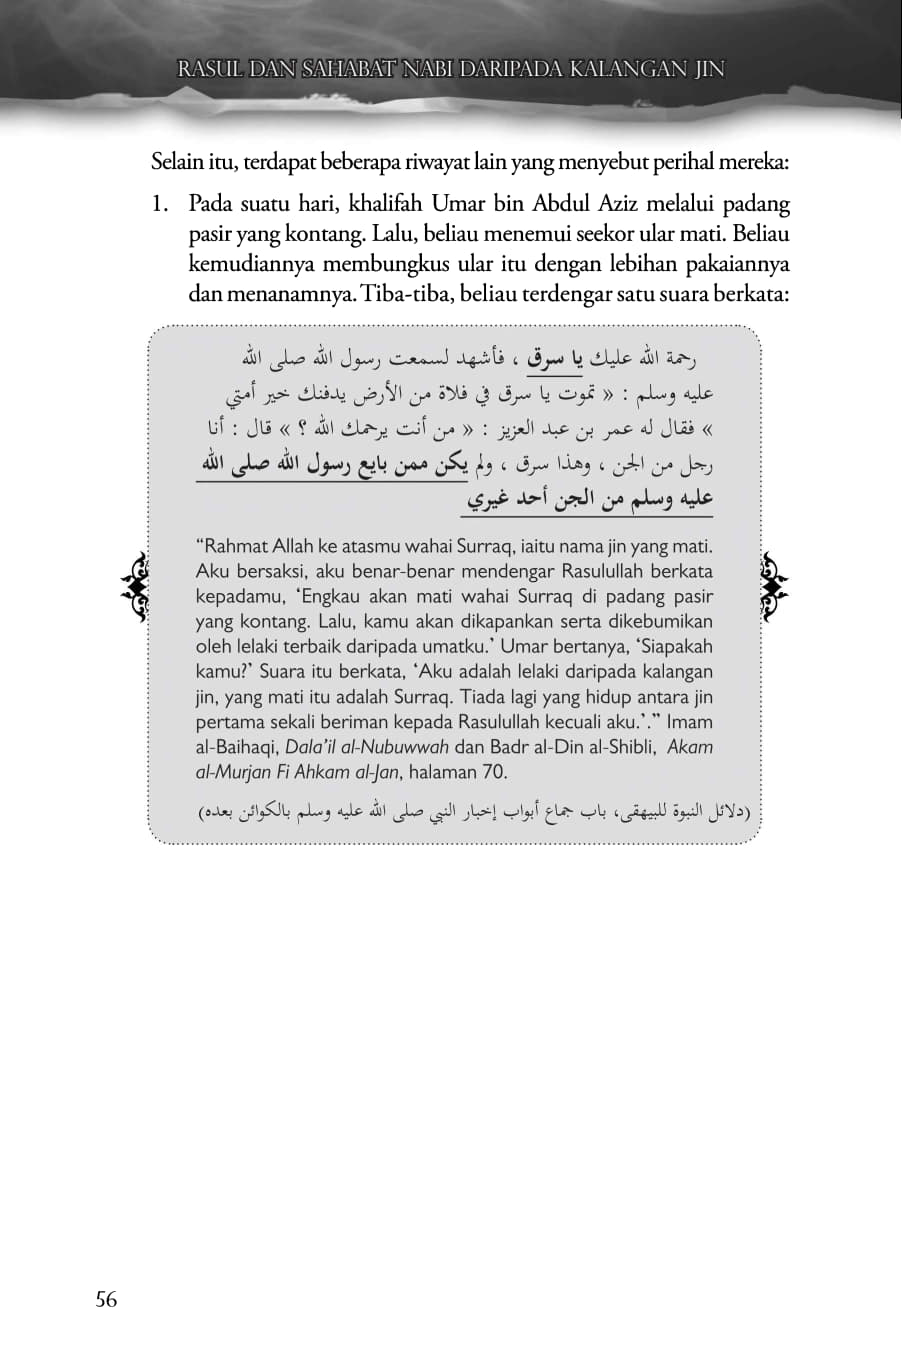 RASUL DAN SAHABAT NABI DARIPADA KALANGAN JIN
Selain itu, terdapat beberapa riwayat lain yang menyebut perihal mereka:
1. Pada suatu hari, khalifah Umar bin Abdul Aziz melalui padang
pasir yang kontang. Lalu, beliau menemui seekor ular mati. Beliau
kemudiannya membungkus ular itu dengan lebihan pakaiannya
dan menanamnya. Tiba-tiba, beliau terdengar satu suara berkata:
رحمة الله عليك يا سرق ، فأشهد لسمعت رسول الله صلى الله
عليه وسلم : « تموت يا سرق في فلاة من الأرض يدفنك خير أمتي
» فقال له عمر بن عبد العزيز : « من أنت يرحمك الله ؟ » قال : أنا
رجل من الجن ، وهذا سرق ، ولم يكن ممن بايع رسول الله صلى الله
عليه وسلم من الجن أحد غيري
“Rahmat Allah ke atasmu wahai Surraq, iaitu nama jin yang mati.
Aku bersaksi, aku benar-benar mendengar Rasulullah berkata
kepadamu, ‘Engkau akan mati wahai Surraq di padang pasir
yang kontang. Lalu, kamu akan dikapankan serta dikebumikan
oleh lelaki terbaik daripada umatku.’ Umar bertanya, ‘Siapakah
kamu?’ Suara itu berkata, ‘Aku adalah lelaki daripada kalangan
jin, yang mati itu adalah Surraq. Tiada lagi yang hidup antara jin
pertama sekali beriman kepada Rasulullah kecuali aku.’.” Imam
al-Baihaqi, Dala’il al-Nubuwwah dan Badr al-Din al-Shibli, Akam
al-Murjan Fi Ahkam al-Jan, halaman 70.
(دلائل النبوة للبيهقى، باب جماع أبواب إخبار النبي صلى الله عليه وسلم بالكوائن بعده)
56